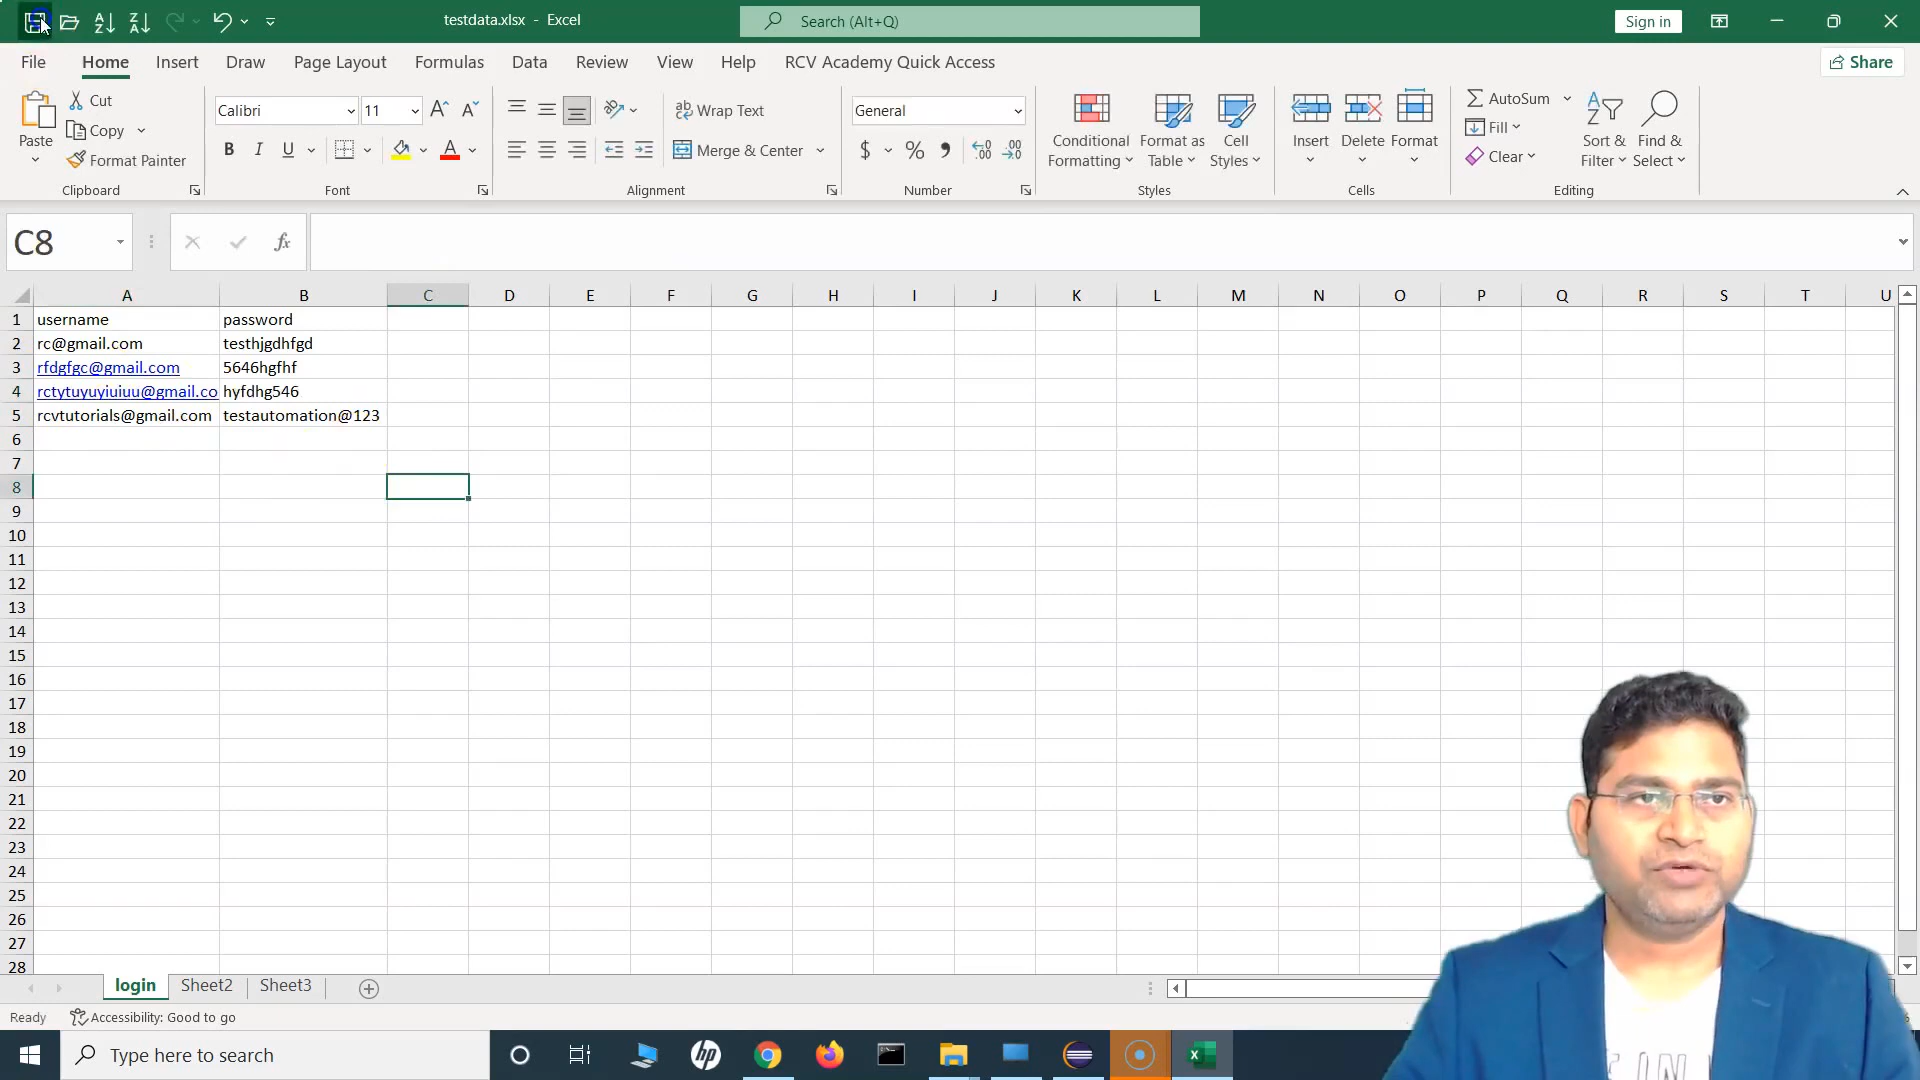 testdata.xlsx - Excel
Search (Alt+Q)
Sign in
File Home Insert Draw Page Layout Formulas Data Review View Help RCV Academy Quick Access
Share
Paste
Cut
Copy
Format Painter
Clipboard
Calibri 11
B I U A
Font
ab Wrap Text
Merge & Center
Alignment
General
$ % 9 .00 .00
Number
Conditional Formatting
Format as Table
Cell Styles
Styles
Insert Delete Format
Cells
AutoSum
Fill
Clear
Sort & Filter
Find & Select
Editing
C8
fx
A B C D E F G H I J K L M N O P Q R S T U
1 username password
2 rc@gmail.com testhjgdhfgd
3 rfdgfgc@gmail.com 5646hgfhf
4 rctytuyuyiuiuu@gmail.co hyfdhg546
5 rcvtutorials@gmail.com testautomation@123
6
7
8
9
10
11
12
13
14
15
16
17
18
19
20
21
22
23
24
25
26
27
28
login Sheet2 Sheet3
Ready Accessibility: Good to go
Type here to search
hp